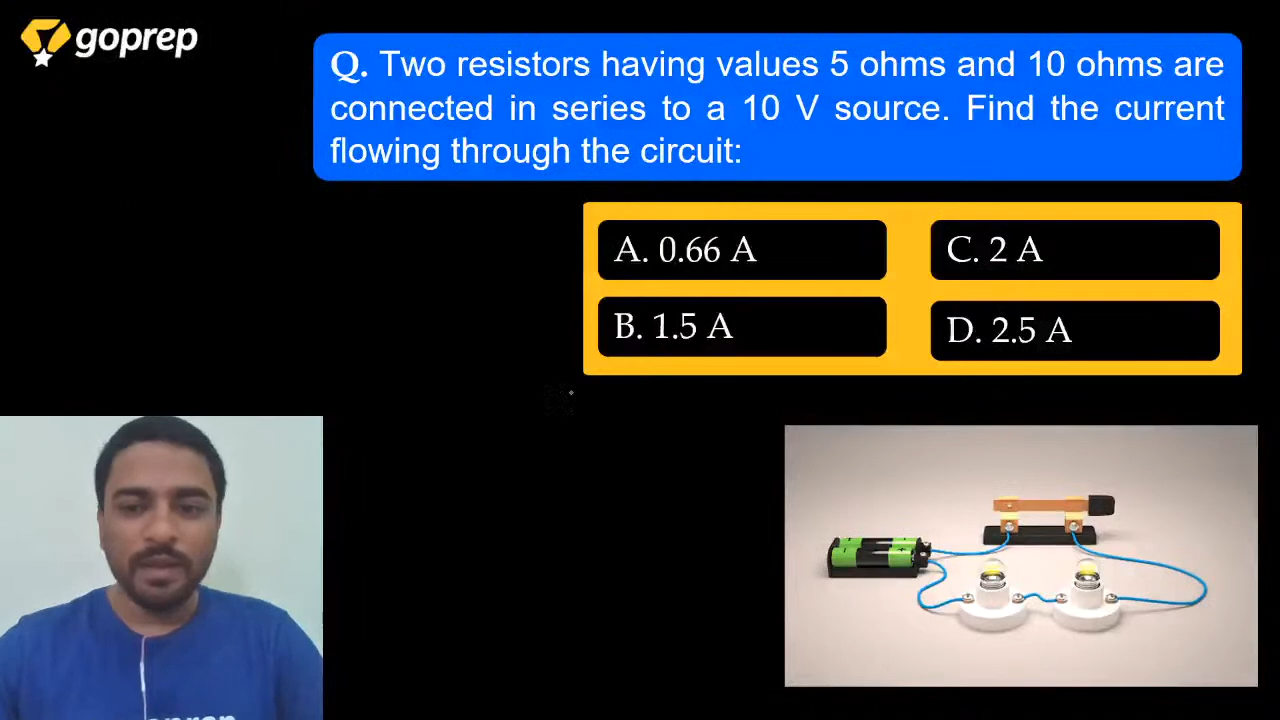 goprep
Q. Two resistors having values 5 ohms and 10 ohms are
connected in series to a 10 V source. Find the current
flowing through the circuit:
A. 0.66 A
C. 2 A
B. 1.5 A
D. 2.5 A